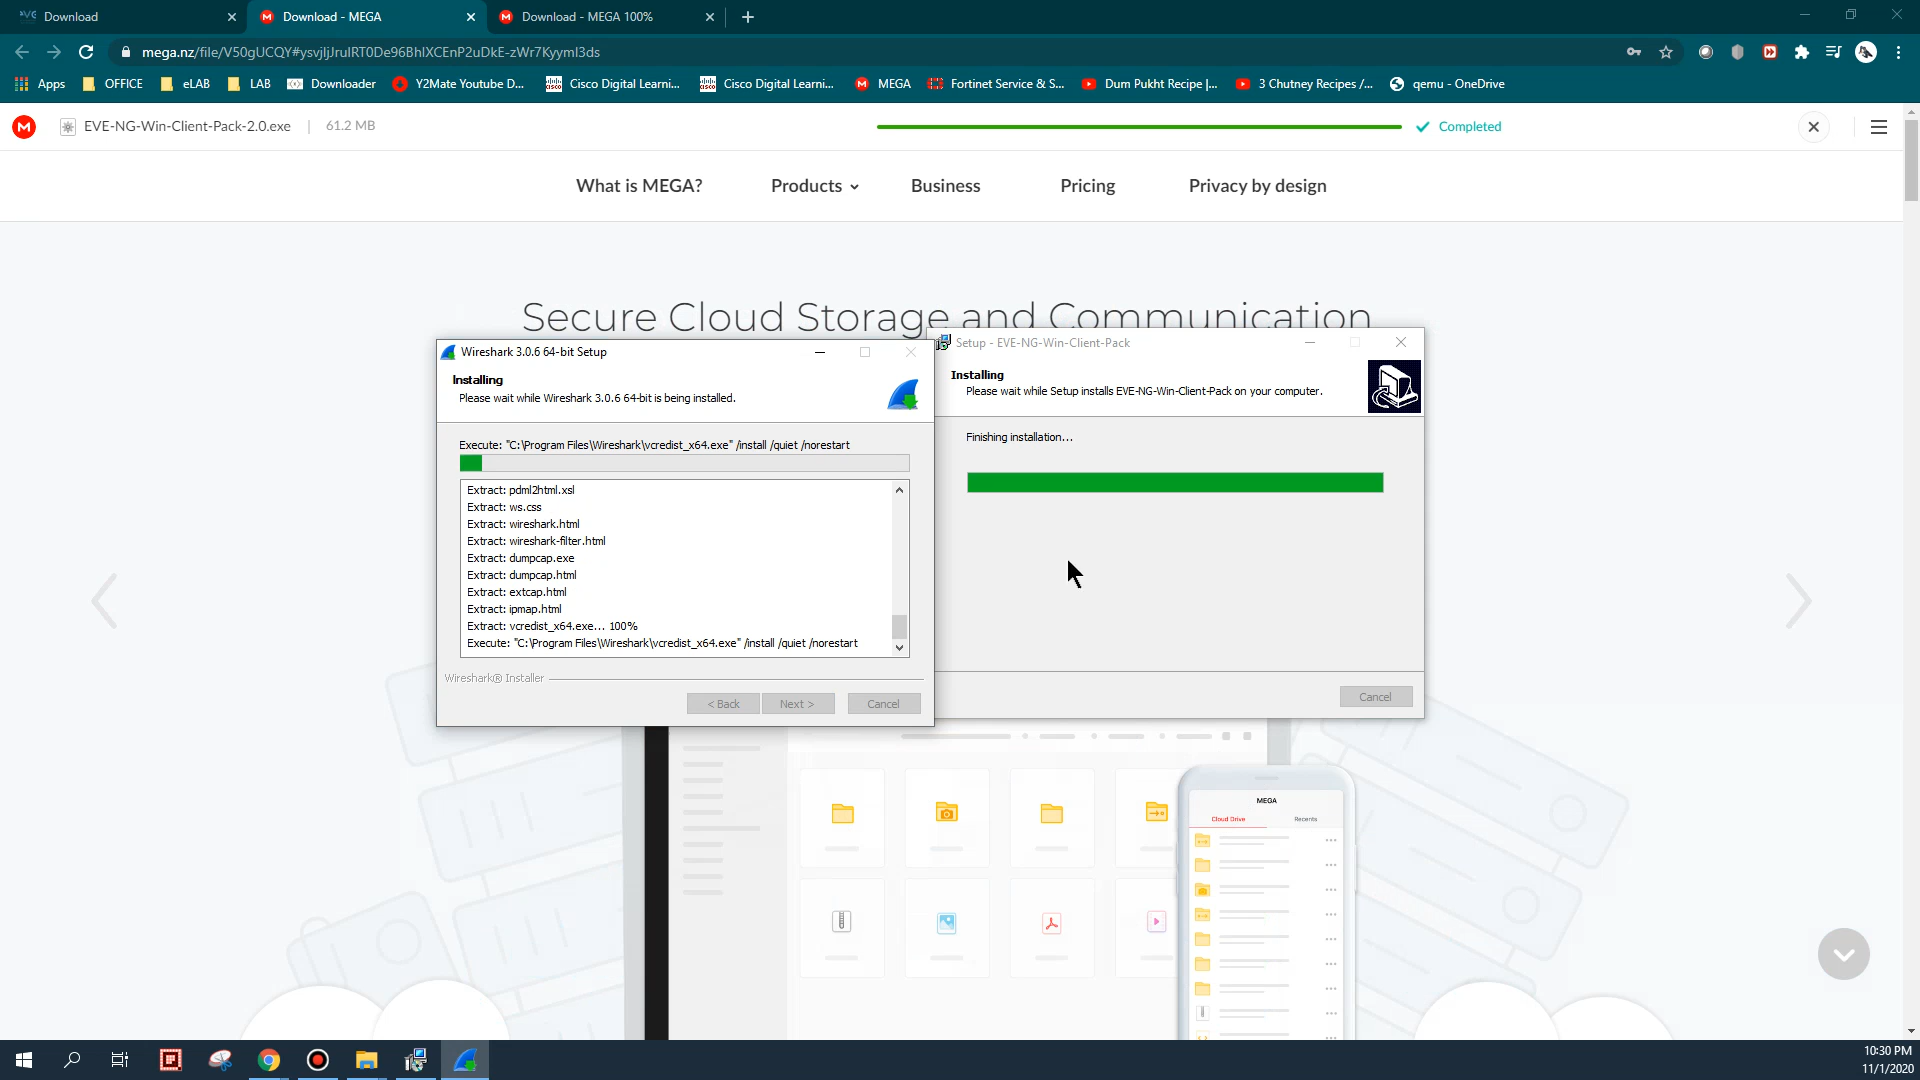 Download
Download - MEGA
Download - MEGA 100%
mega.nz/file/V50gUCQY#ysvjIjJruIRT0De96BhIXCEnP2uDkE-zWr7KyymI3ds
Apps
OFFICE
eLAB
LAB
Downloader
Y2Mate Youtube D...
Cisco Digital Learni...
Cisco Digital Learni...
MEGA
Fortinet Service & S...
Dum Pukht Recipe |...
3 Chutney Recipes /...
qemu - OneDrive
EVE-NG-Win-Client-Pack-2.0.exe | 61.2 MB
Completed
What is MEGA?
Products
Business
Pricing
Privacy by design
Secure Cloud Storage and Communication
Wireshark 3.0.6 64-bit Setup
Installing
Please wait while Wireshark 3.0.6 64-bit is being installed.
Execute: "C:\Program Files\Wireshark\vcredist_x64.exe" /install /quiet /norestart
Extract: pdml2html.xsl
Extract: ws.css
Extract: wireshark.html
Extract: wireshark-filter.html
Extract: dumpcap.exe
Extract: dumpcap.html
Extract: extcap.html
Extract: ipmap.html
Extract: vcredist_x64.exe... 100%
Execute: "C:\Program Files\Wireshark\vcredist_x64.exe" /install /quiet /norestart
Wireshark® Installer
< Back
Next >
Cancel
Setup - EVE-NG-Win-Client-Pack
Installing
Please wait while Setup installs EVE-NG-Win-Client-Pack on your computer.
Finishing installation...
Cancel
MEGA
Cloud Drive
Recents
10:30 PM
11/1/2020